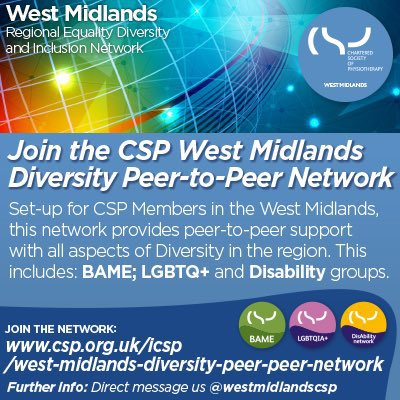 West Midlands
Regional Equality Diversity
and Inclusion Network
CHARTERED
SOCIETY
OF
PHYSIOTHERAPY
WEST MIDLANDS
Join the CSP West Midlands
Diversity Peer-to-Peer Network
Set-up for CSP Members in the West Midlands,
this network provides peer-to-peer support
with all aspects of Diversity in the region. This
includes: BAME; LGBTQ+ and Disability groups.
JOIN THE NETWORK:
www.csp.org.uk/icsp
/west-midlands-diversity-peer-peer-network
Further Info: Direct message us @westmidlandscsp
BAME
LGBTQIA+
DisAbility
network